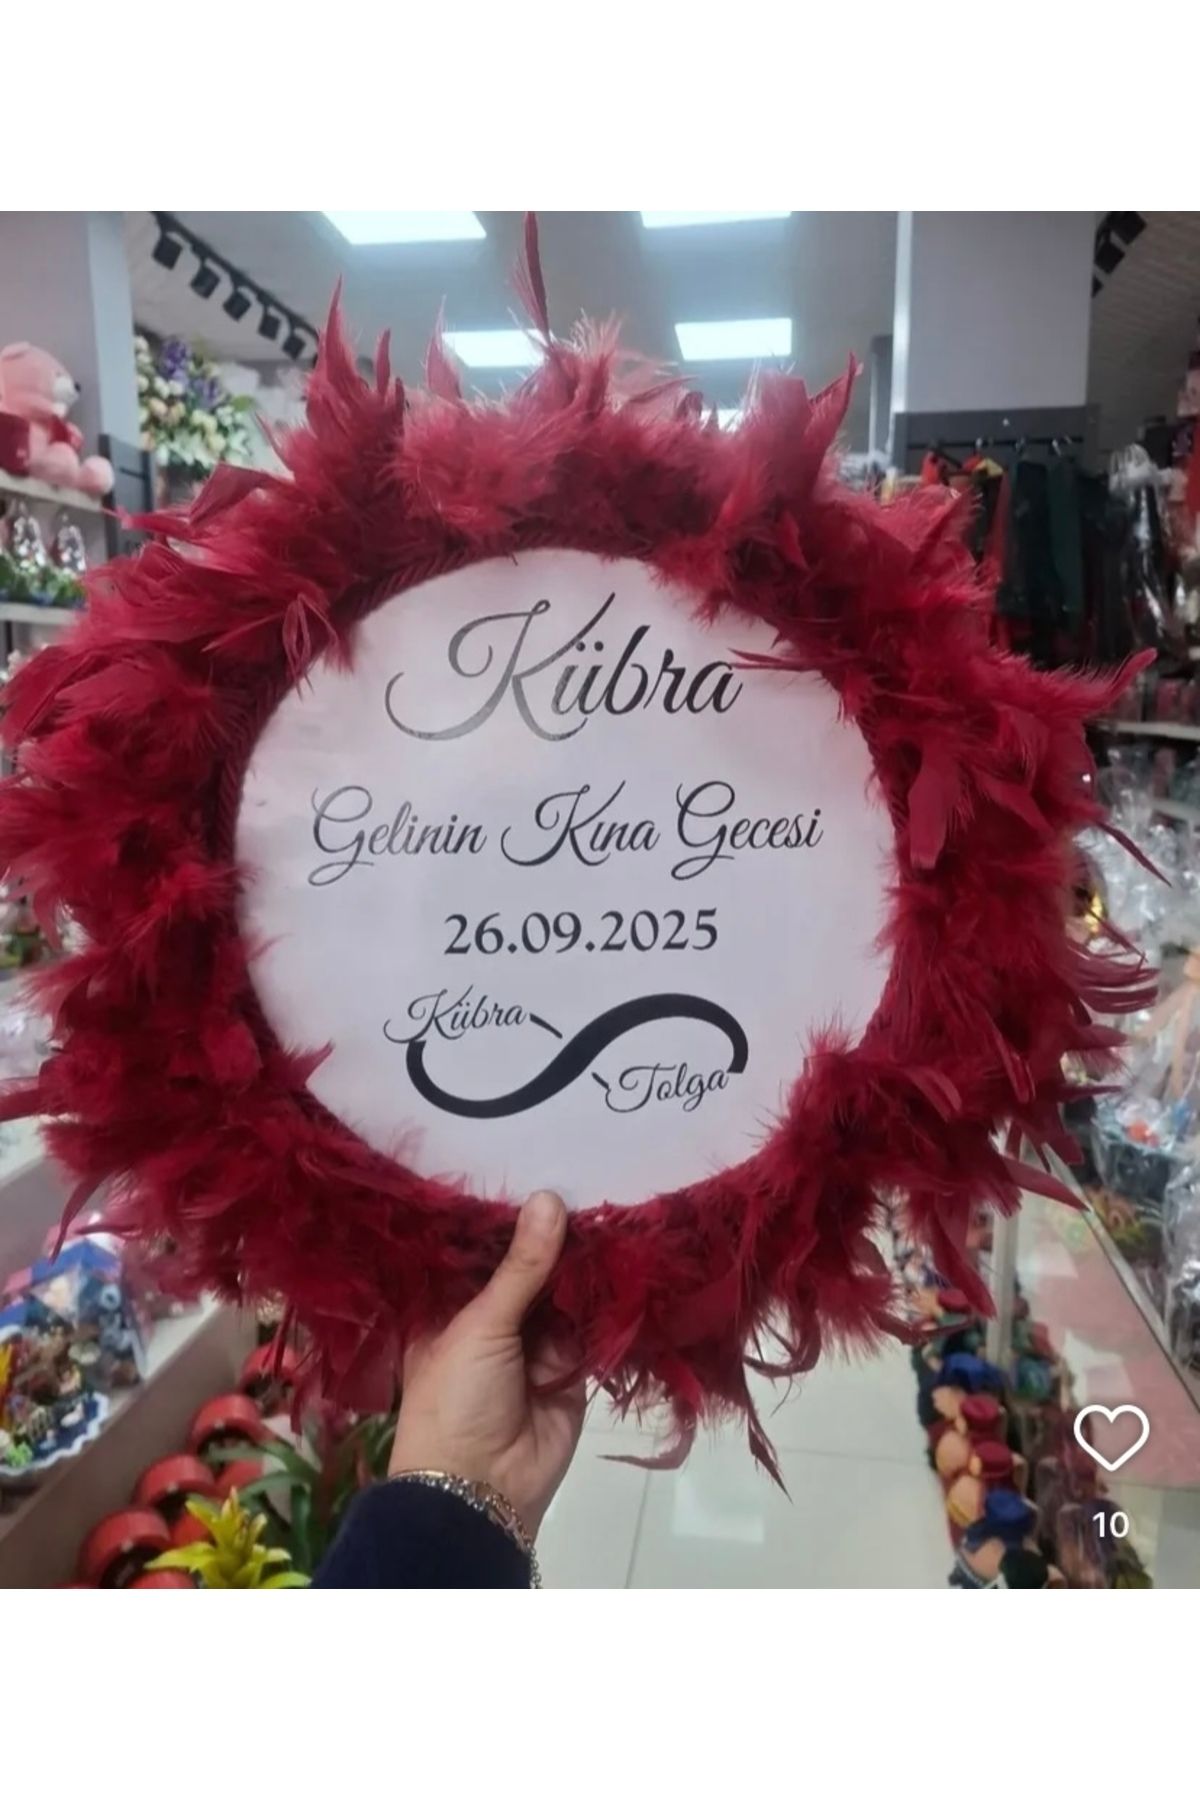 Kübra
Gelinin Kına Gecesi
26.09.2025
Kübra
Tolga
10